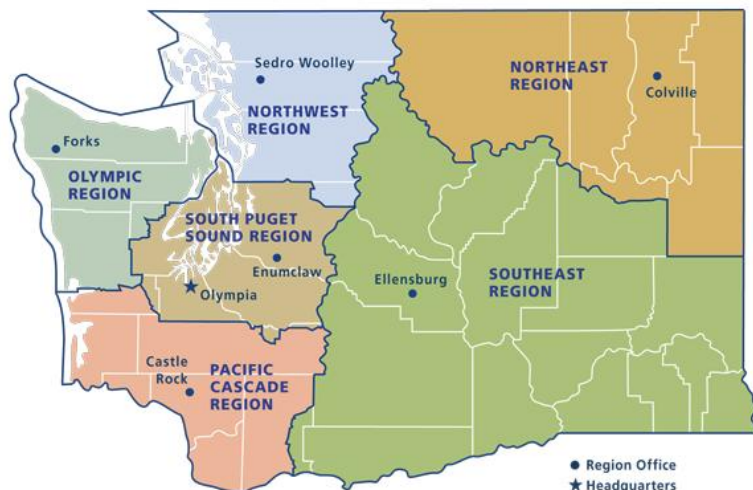 Sedro Woolley
NORTHWEST
REGION
NORTHEAST
REGION
Colville
Forks
OLYMPIC
REGION
SOUTH PUGET
SOUND REGION
Enumclaw
Olympia
Ellensburg
SOUTHEAST
REGION
Castle
Rock
PACIFIC
CASCADE
REGION
Region Office
Headquarters